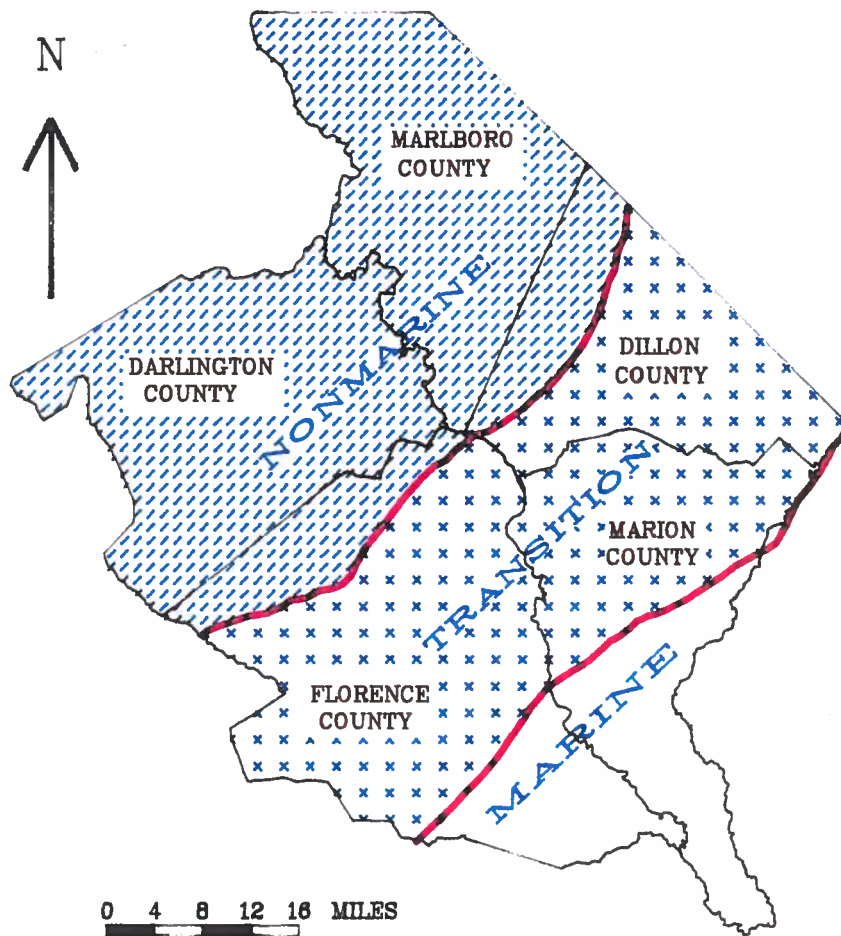 N
MARLBORO
COUNTY
NONMARINE
DARLINGTON
COUNTY
DILLON
COUNTY
TRANSITION
MARION
COUNTY
MARINE
FLORENCE
COUNTY
0 4 8 12 16 MILES